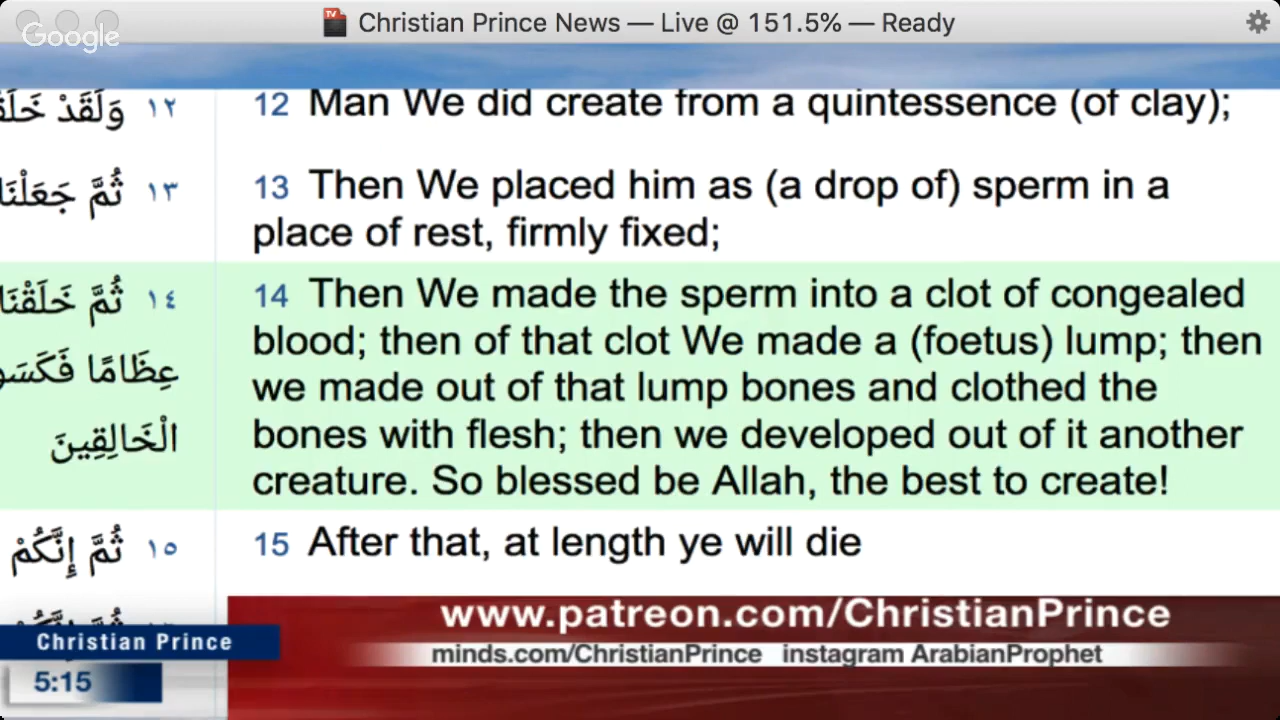 Google
Christian Prince News — Live @ 151.5% — Ready
12 Man We did create from a quintessence (of clay);
١٢ وَلَقَدْ
13 Then We placed him as (a drop of) sperm in a
place of rest, firmly fixed;
١٣ ثُمَّ
14 Then We made the sperm into a clot of congealed
blood; then of that clot We made a (foetus) lump; then
we made out of that lump bones and clothed the
bones with flesh; then we developed out of it another
creature. So blessed be Allah, the best to create!
١٤ ثُمَّ
عِظَامًا
الْخَالِقِينَ
15 After that, at length ye will die
١٥ ثُمَّ إِنَّكُمْ
www.patreon.com/ChristianPrince
minds.com/ChristianPrince instagram ArabianProphet
Christian Prince
5:15